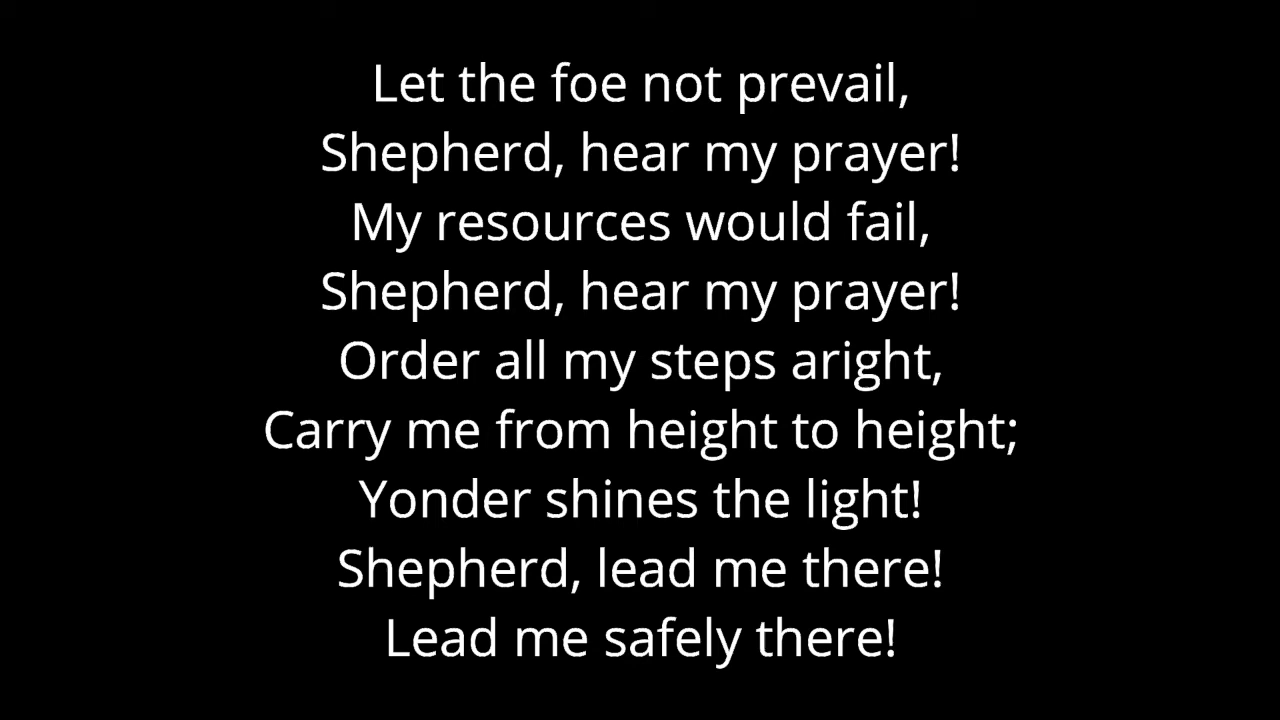 Let the foe not prevail,
Shepherd, hear my prayer!
My resources would fail,
Shepherd, hear my prayer!
Order all my steps aright,
Carry me from height to height;
Yonder shines the light!
Shepherd, lead me there!
Lead me safely there!